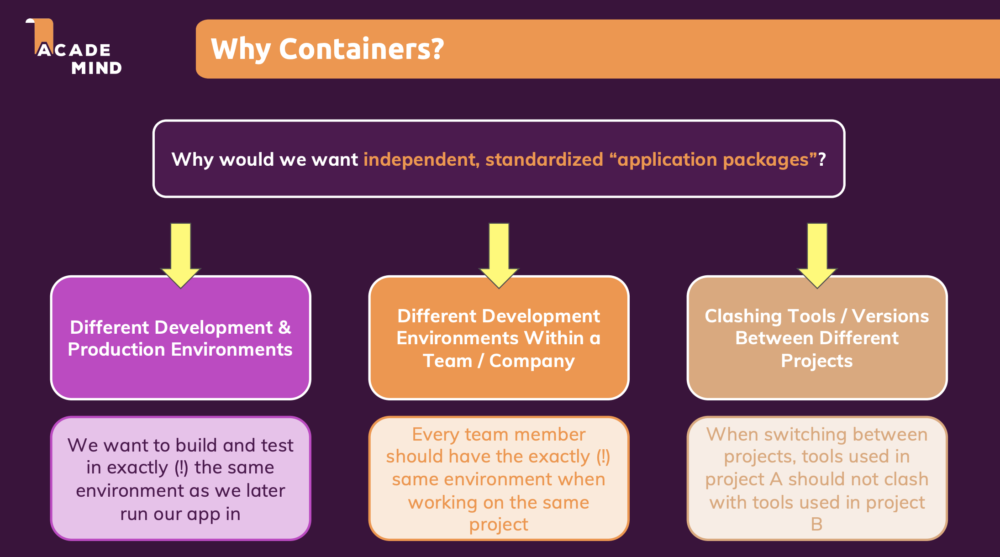 ACADE
MIND
Why Containers?
Why would we want independent, standardized “application packages”?
Different Development &
Production Environments
Different Development
Environments Within a
Team / Company
Clashing Tools / Versions
Between Different
Projects
We want to build and test
in exactly (!) the same
environment as we later
run our app in
Every team member
should have the exactly (!)
same environment when
working on the same
project
When switching between
projects, tools used in
project A should not clash
with tools used in project
B